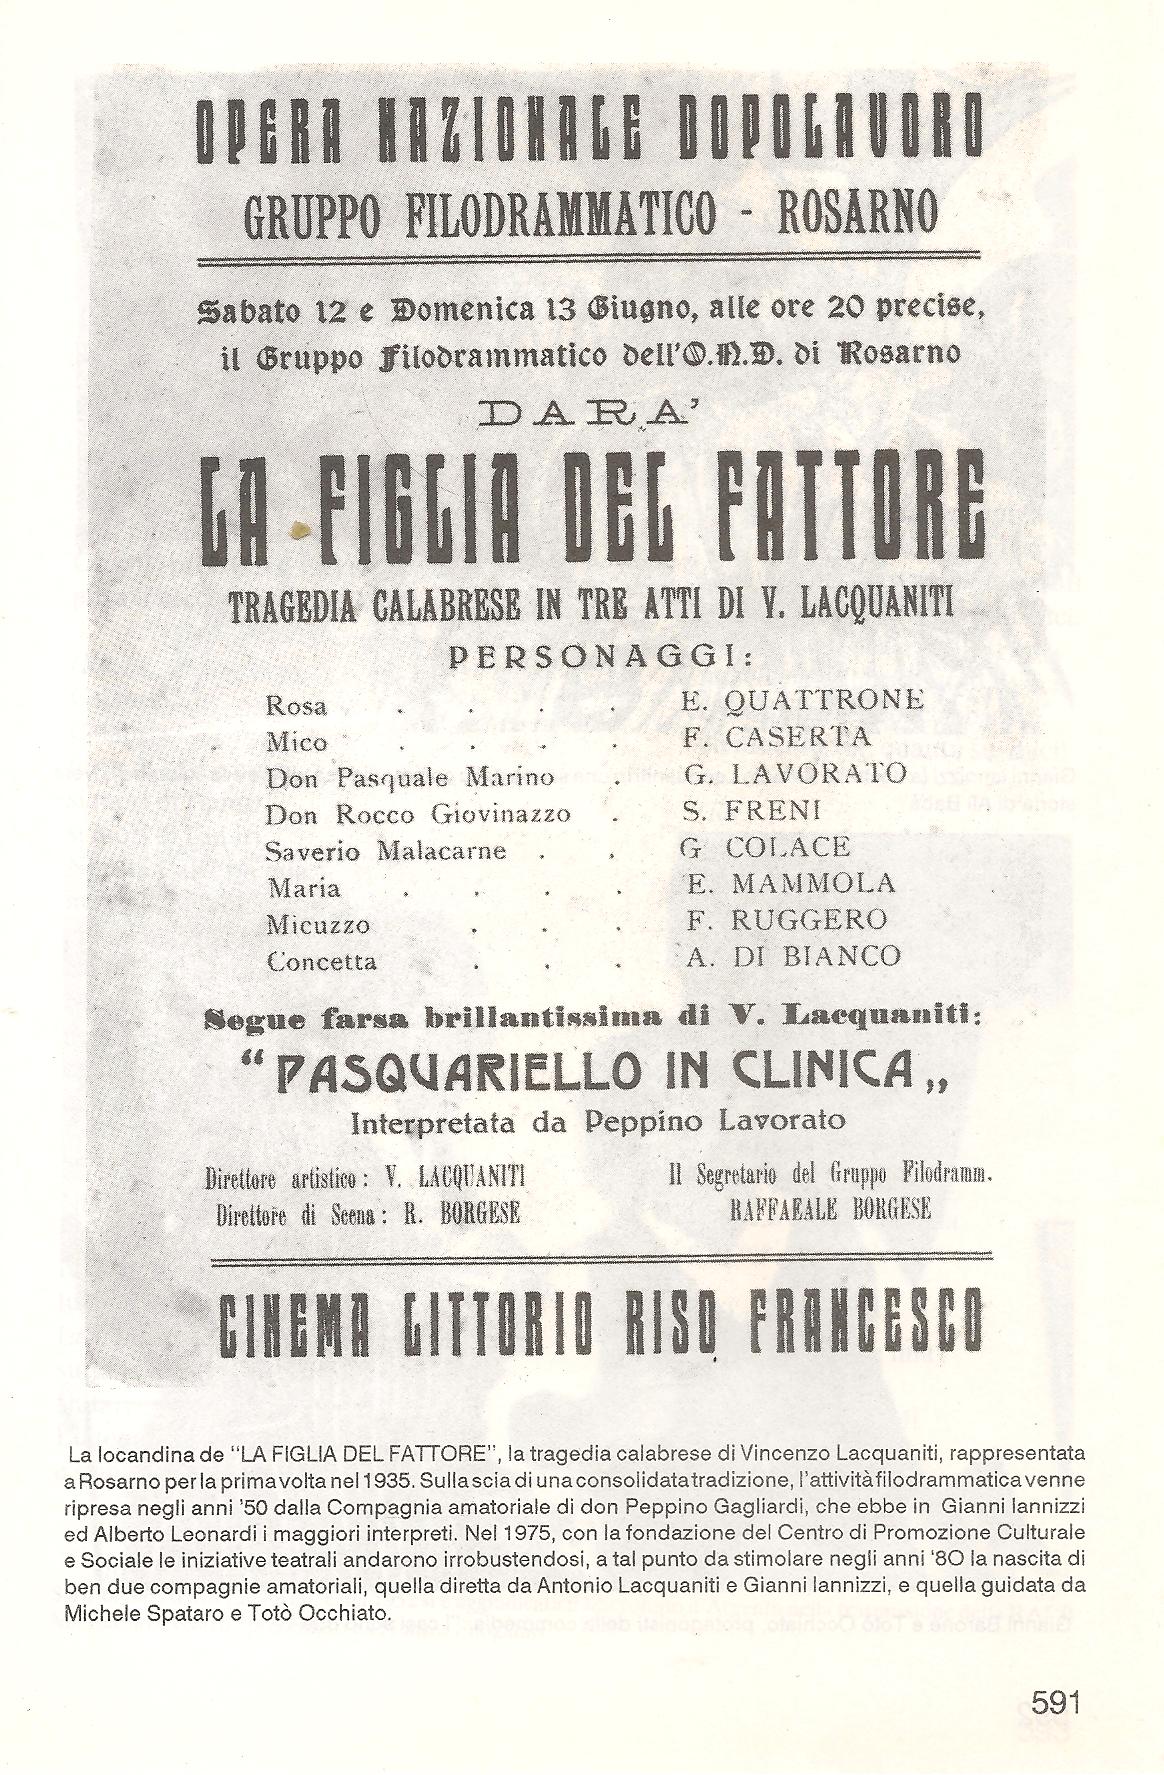 OPERA NAZIONALE DOPOLAVORO
GRUPPO FILODRAMMATICO - ROSARNO
Sabato 12 e Domenica 13 Giugno, alle ore 20 precise,
il Gruppo Filodrammatico dell'O.N.D. di Rosarno
DARA'
LA FIGLIA DEL FATTORE
TRAGEDIA CALABRESE IN TRE ATTI DI V. LACQUANITI
PERSONAGGI:
Rosa . . . . E. QUATTRONE
Mico . . . . F. CASERTA
Don Pasquale Marino . G. LAVORATO
Don Rocco Giovinazzo . S. FRENI
Saverio Malacarne . . G COLACE
Maria . . . . E. MAMMOLA
Micuzzo . . . F. RUGGERO
Concetta . . . A. DI BIANCO
Segue farsa brillantissima di V. Lacquaniti:
“ PASQUARIELLO IN CLINICA „
Interpretata da Peppino Lavorato
Direttore artistico: V. LACQUANITI
Direttore di Scena: R. BORGESE
Il Segretario del Gruppo Filodramm.
RAFFAEALE BORGESE
CINEMA LITTORIO RISO FRANCESCO
La locandina de “LA FIGLIA DEL FATTORE”, la tragedia calabrese di Vincenzo Lacquaniti, rappresentata
a Rosarno per la prima volta nel 1935. Sulla scia di una consolidata tradizione, l'attività filodrammatica venne
ripresa negli anni '50 dalla Compagnia amatoriale di don Peppino Gagliardi, che ebbe in Gianni Iannizzi
ed Alberto Leonardi i maggiori interpreti. Nel 1975, con la fondazione del Centro di Promozione Culturale
e Sociale le iniziative teatrali andarono irrobustendosi, a tal punto da stimolare negli anni ‘80 la nascita di
ben due compagnie amatoriali, quella diretta da Antonio Lacquaniti e Gianni Iannizzi, e quella guidata da
Michele Spataro e Totò Occhiato.
591